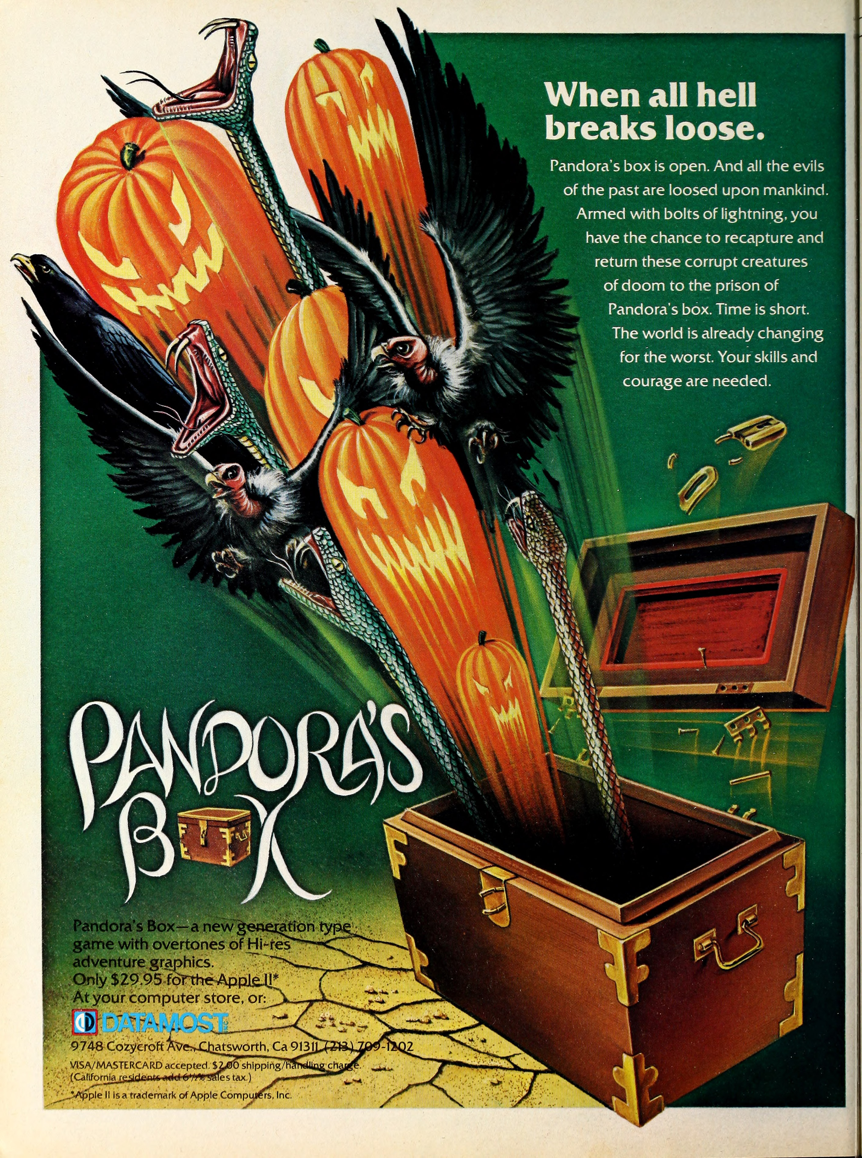 When all hell
breaks loose.
Pandora's box is open. And all the evils
of the past are loosed upon mankind.
Armed with bolts of lightning, you
have the chance to recapture and
return these corrupt creatures
of doom to the prison of
Pandora's box. Time is short.
The world is already changing
for the worst. Your skills and
courage are needed.
PANDORA'S
BOX
Pandora's Box—a new generation type
game with overtones of Hi-res
adventure graphics.
Only $29.95 for the Apple II*
At your computer store, or:
DATAMOST
9748 Cozycroft Ave., Chatsworth, Ca 91311. (213) 709-1202
VISA/MASTERCARD accepted. $2.00 shipping/handling charge.
(California residents add sales tax.)
*Apple II is a trademark of Apple Computers, Inc.